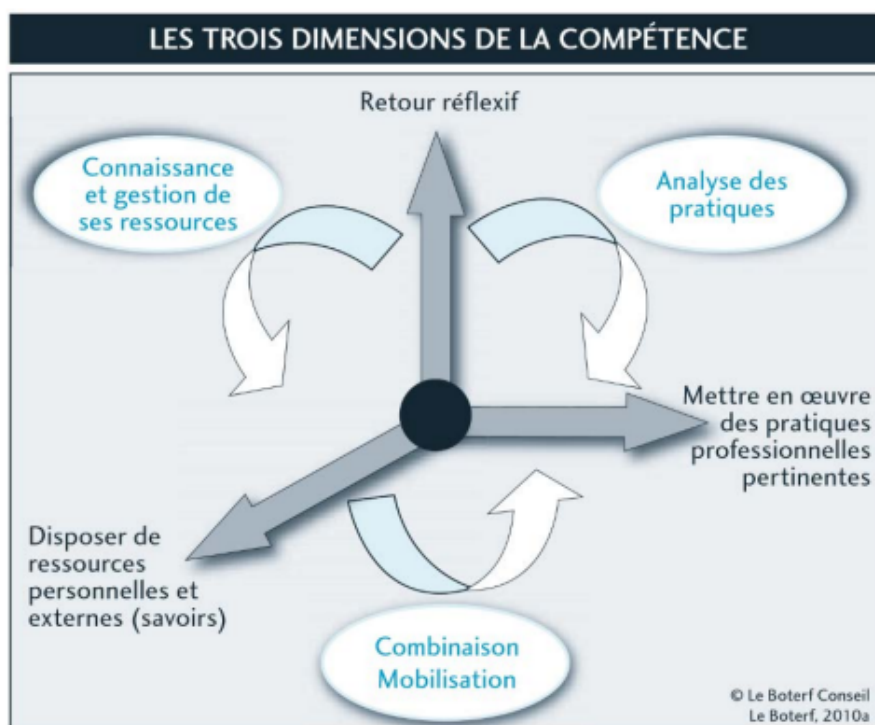 LES TROIS DIMENSIONS DE LA COMPÉTENCE
Retour réflexif
Connaissance
et gestion de
ses ressources
Analyse des
pratiques
Mettre en œuvre
des pratiques
professionnelles
pertinentes
Disposer de
ressources
personnelles et
externes (savoirs)
Combinaison
Mobilisation
© Le Boterf Conseil
Le Boterf, 2010a